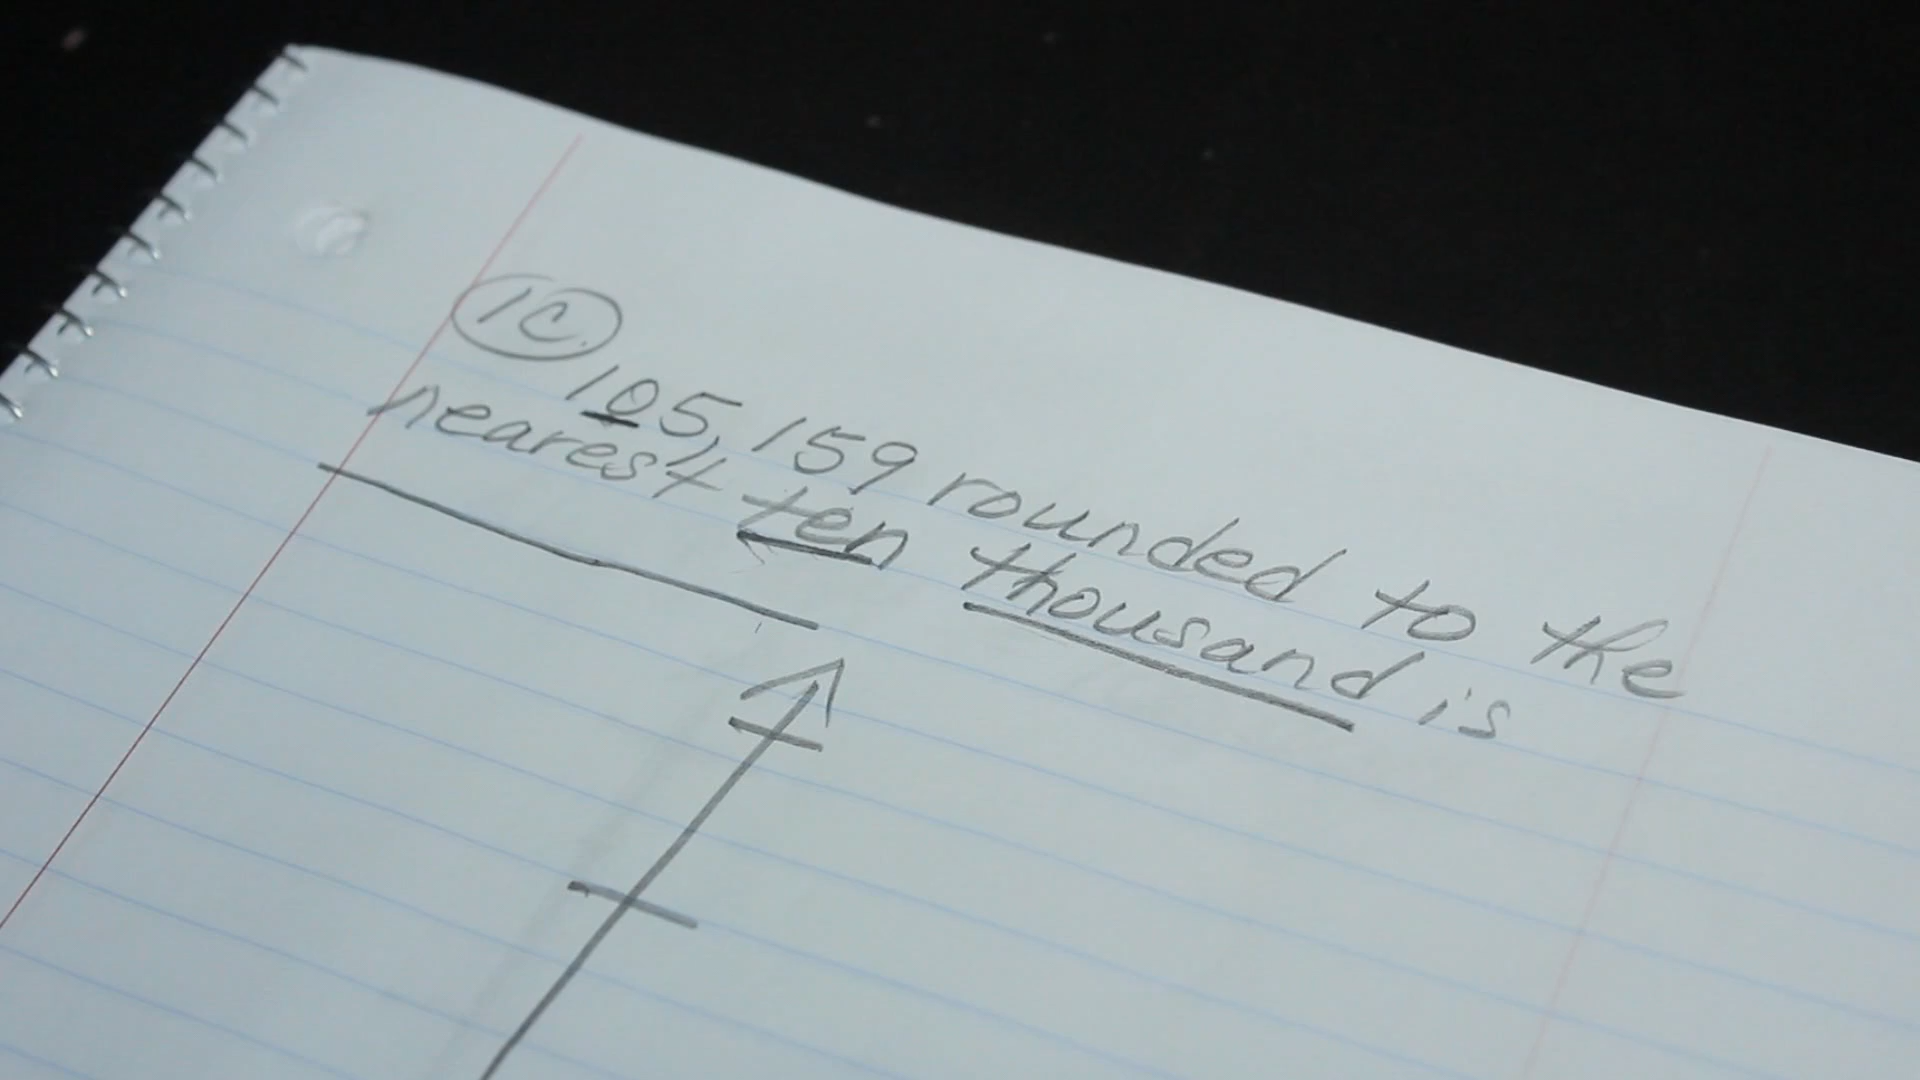 1c.
105,159 rounded to the
nearest ten thousand is